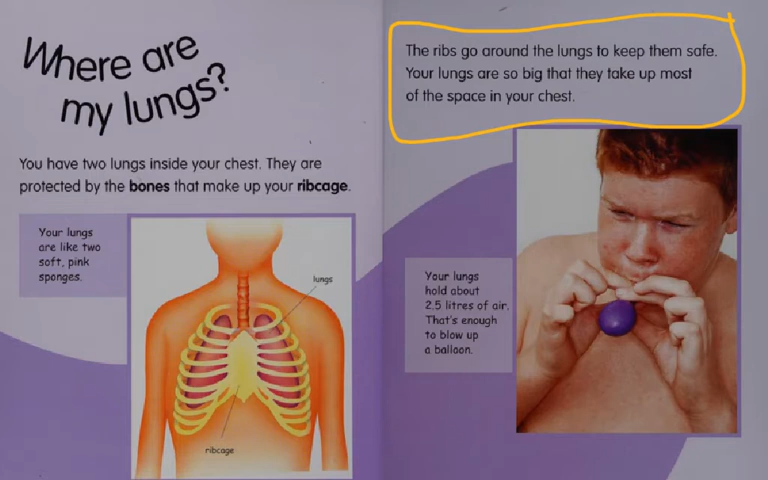 Where are
my lungs?
You have two lungs inside your chest. They are
protected by the bones that make up your ribcage.
Your lungs
are like two
soft, pink
sponges.
lungs
ribcage
The ribs go around the lungs to keep them safe.
Your lungs are so big that they take up most
of the space in your chest.
Your lungs
hold about
2.5 litres of air.
That's enough
to blow up
a balloon.